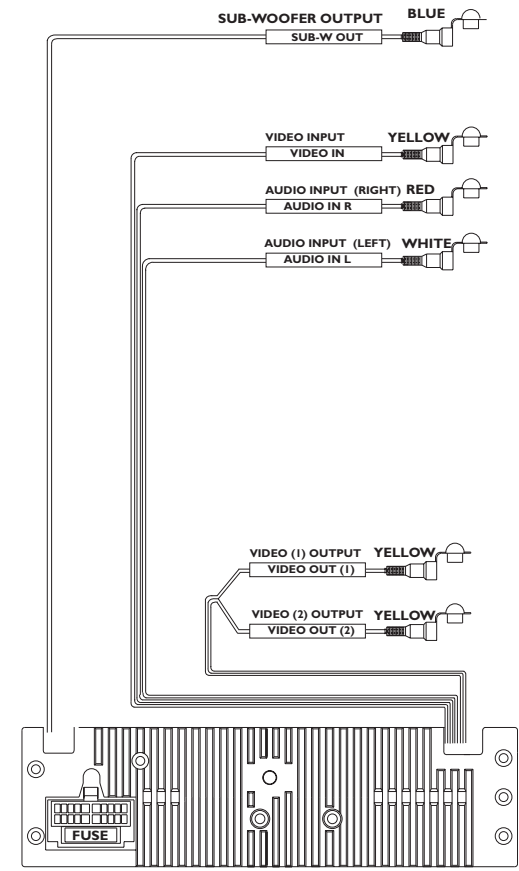 SUB-WOOFER OUTPUT BLUE
SUB-W OUT
VIDEO INPUT YELLOW
VIDEO IN
AUDIO INPUT (RIGHT) RED
AUDIO IN R
AUDIO INPUT (LEFT) WHITE
AUDIO IN L
VIDEO (1) OUTPUT YELLOW
VIDEO OUT (1)
VIDEO (2) OUTPUT YELLOW
VIDEO OUT (2)
FUSE